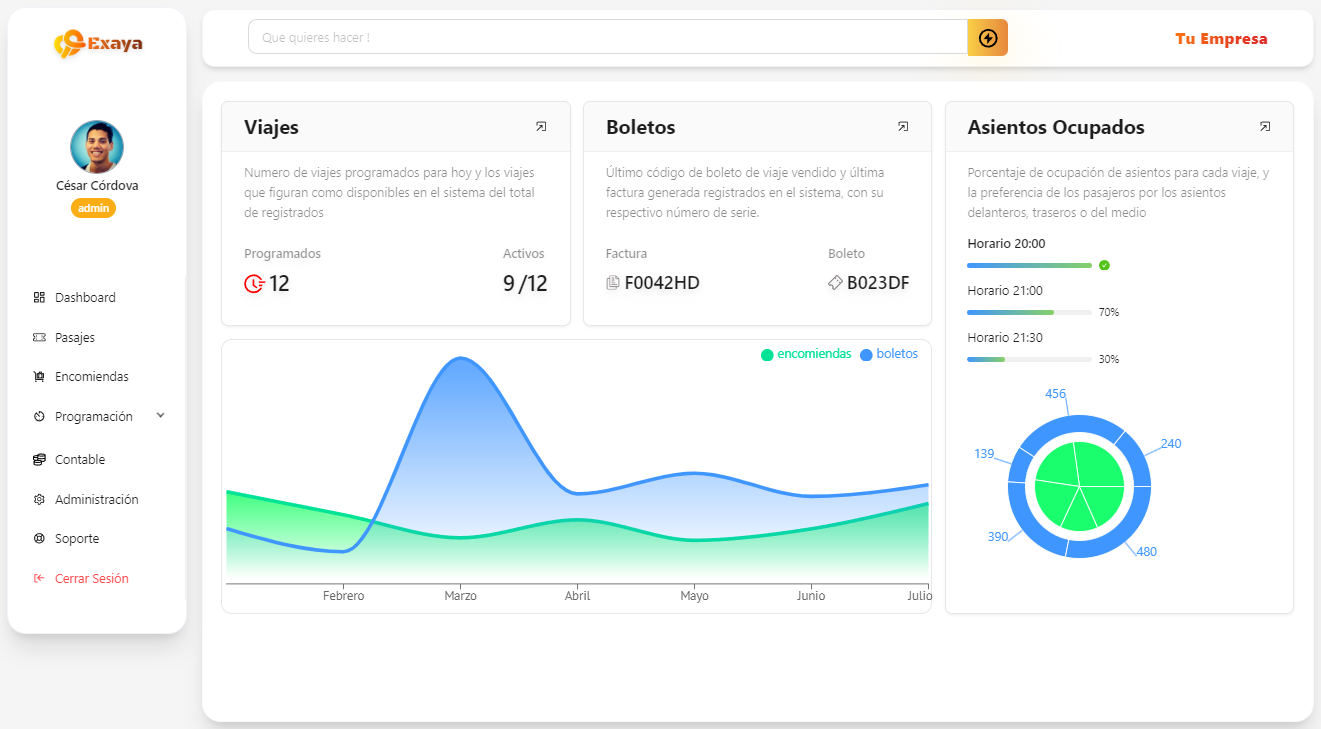 Exaya
César Córdova
admin
Dashboard
Pasajes
Encomiendas
Programación
Contable
Administración
Soporte
Cerrar Sesión
Que quieres hacer !
Tu Empresa
Viajes
Numero de viajes programados para hoy y los viajes
que figuran como disponibles en el sistema del total
de registrados
Programados
Activos
12
9 /12
Boletos
Último código de boleto de viaje vendido y última
factura generada registrados en el sistema, con su
respectivo número de serie.
Factura
Boleto
F0042HD
B023DF
Asientos Ocupados
Porcentaje de ocupación de asientos para cada viaje, y
la preferencia de los pasajeros por los asientos
delanteros, traseros o del medio
Horario 20:00
Horario 21:00
70%
Horario 21:30
30%
456
240
139
390
480
encomiendas boletos
Febrero Marzo Abril Mayo Junio Julio